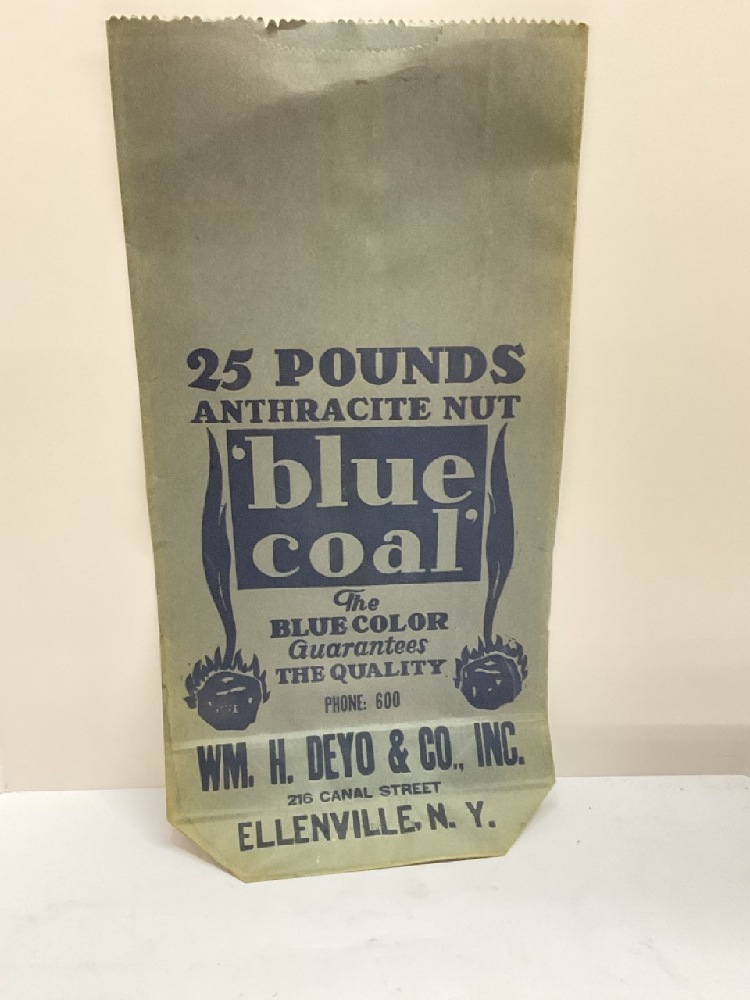 25 POUNDS
ANTHRACITE NUT
'blue
coal'
The
BLUE COLOR
Guarantees
THE QUALITY
PHONE: 600
WM. H. DEYO & CO., INC.
216 CANAL STREET
ELLENVILLE, N. Y.